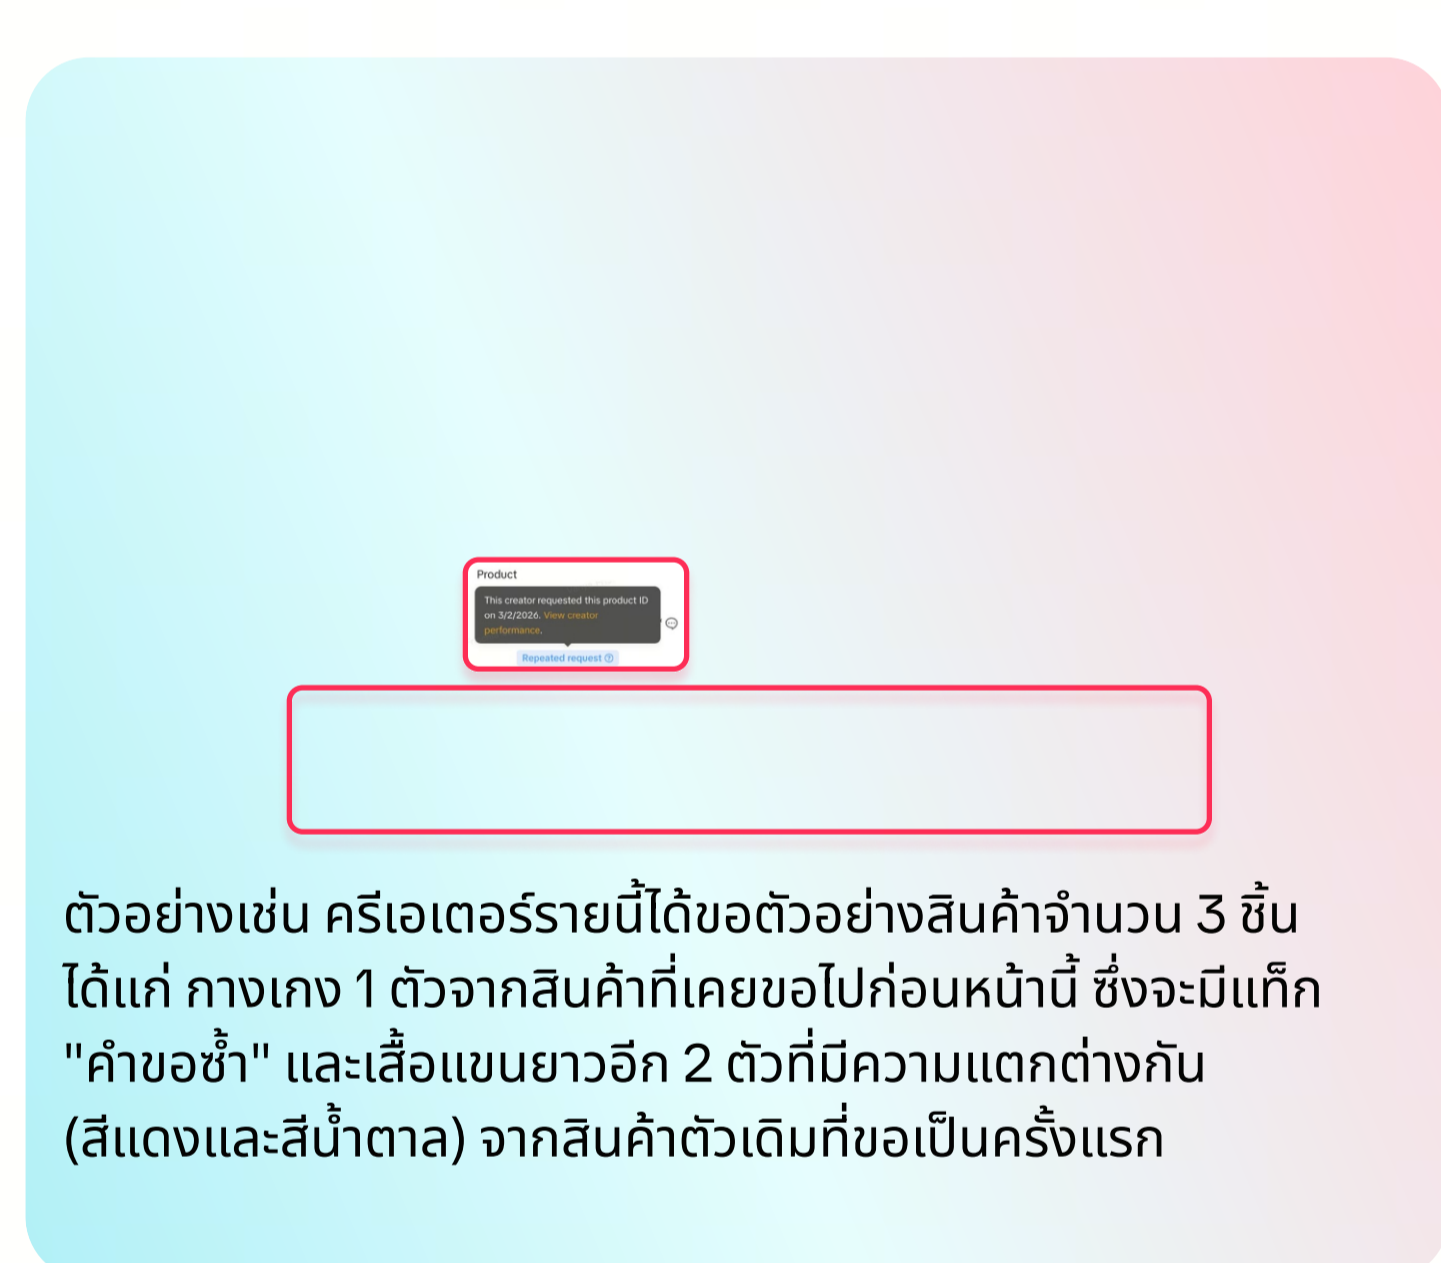 Product
This creator requested this product ID
on 3/2/2026. View creator
performance.
Repeated request
ตัวอย่างเช่น ครีเอเตอร์รายนี้ได้ขอตัวอย่างสินค้าจำนวน 3 ชิ้น
ได้แก่ กางเกง 1 ตัวจากสินค้าที่เคยขอไปก่อนหน้านี้ ซึ่งจะมีแท็ก
"คำขอซ้ำ" และเสื้อแขนยาวอีก 2 ตัวที่มีความแตกต่างกัน
(สีแดงและสีน้ำตาล) จากสินค้าตัวเดิมที่ขอเป็นครั้งแรก